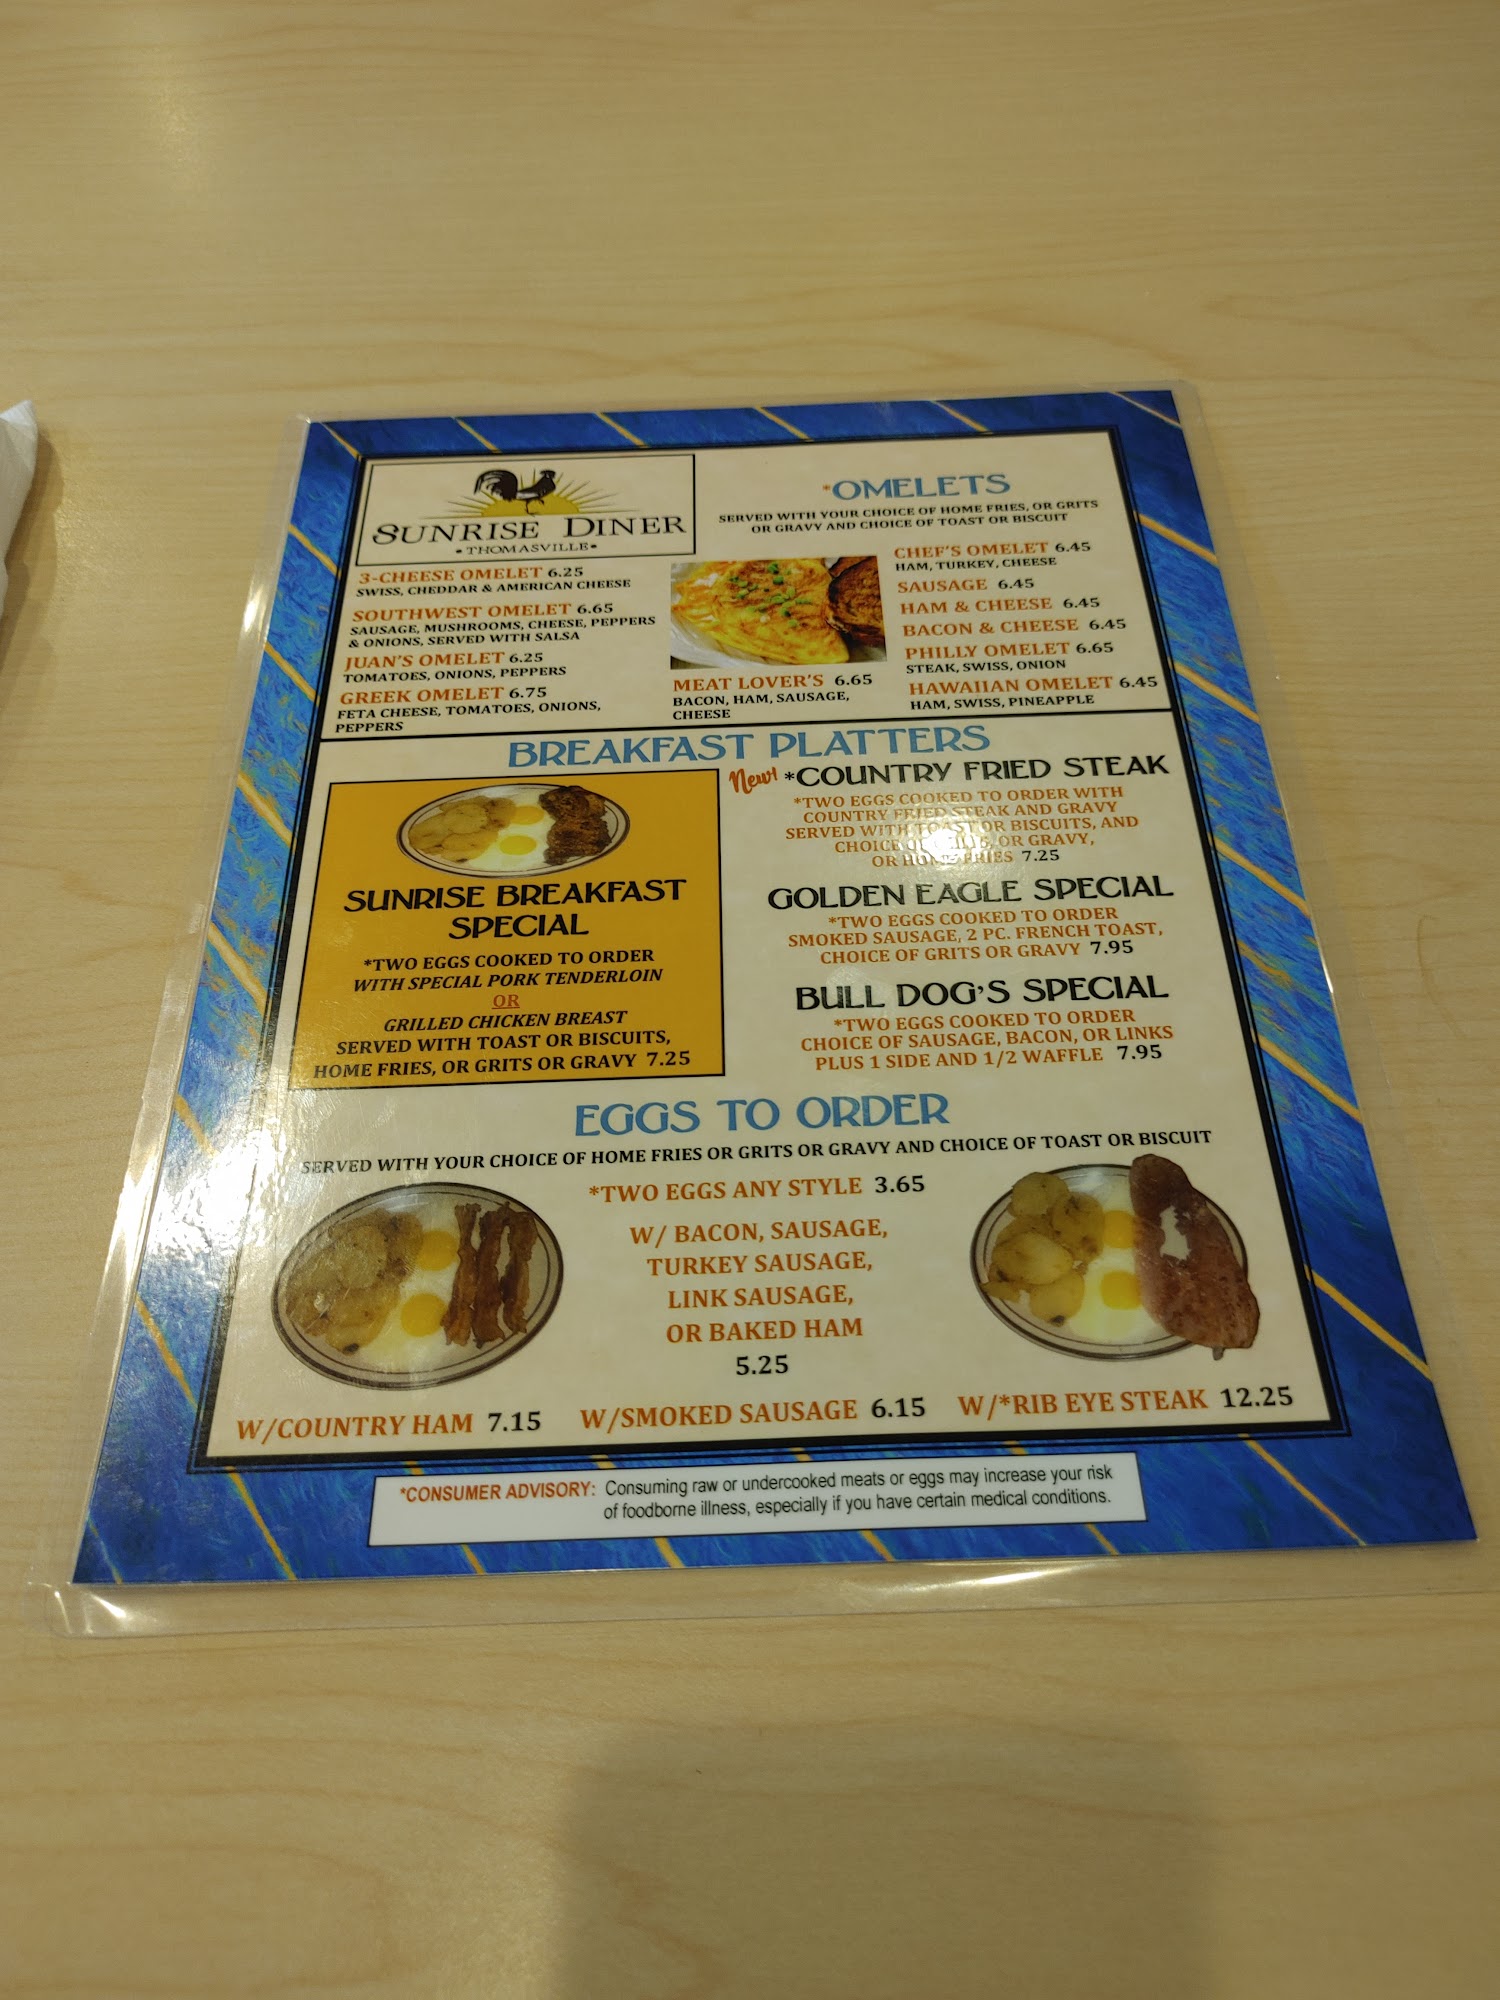 SUNRISE DINER
• THOMASVILLE •
*OMELETS
SERVED WITH YOUR CHOICE OF HOME FRIES, OR GRITS
OR GRAVY AND CHOICE OF TOAST OR BISCUIT
3-CHEESE OMELET 6.25
SWISS, CHEDDAR & AMERICAN CHEESE
SOUTHWEST OMELET 6.65
SAUSAGE, MUSHROOMS, CHEESE, PEPPERS
& ONIONS, SERVED WITH SALSA
JUAN'S OMELET 6.25
TOMATOES, ONIONS, PEPPERS
GREEK OMELET 6.75
FETA CHEESE, TOMATOES, ONIONS,
PEPPERS
MEAT LOVER'S 6.65
BACON, HAM, SAUSAGE,
CHEESE
CHEF'S OMELET 6.45
HAM, TURKEY, CHEESE
SAUSAGE 6.45
HAM & CHEESE 6.45
BACON & CHEESE 6.45
PHILLY OMELET 6.65
STEAK, SWISS, ONION
HAWAIIAN OMELET 6.45
HAM, SWISS, PINEAPPLE
BREAKFAST PLATTERS
SUNRISE BREAKFAST
SPECIAL
*TWO EGGS COOKED TO ORDER
WITH SPECIAL PORK TENDERLOIN
OR
GRILLED CHICKEN BREAST
SERVED WITH TOAST OR BISCUITS,
HOME FRIES, OR GRITS OR GRAVY 7.25
New! *COUNTRY FRIED STEAK
*TWO EGGS COOKED TO ORDER WITH
COUNTRY FRIED STEAK AND GRAVY
SERVED WITH TOAST OR BISCUITS, AND
CHOICE OF GRITS, OR GRAVY,
OR HOME FRIES 7.25
GOLDEN EAGLE SPECIAL
*TWO EGGS COOKED TO ORDER
SMOKED SAUSAGE, 2 PC. FRENCH TOAST,
CHOICE OF GRITS OR GRAVY 7.95
BULL DOG'S SPECIAL
*TWO EGGS COOKED TO ORDER
CHOICE OF SAUSAGE, BACON, OR LINKS
PLUS 1 SIDE AND 1/2 WAFFLE 7.95
EGGS TO ORDER
SERVED WITH YOUR CHOICE OF HOME FRIES OR GRITS OR GRAVY AND CHOICE OF TOAST OR BISCUIT
*TWO EGGS ANY STYLE 3.65
W/ BACON, SAUSAGE,
TURKEY SAUSAGE,
LINK SAUSAGE,
OR BAKED HAM
5.25
W/COUNTRY HAM 7.15
W/SMOKED SAUSAGE 6.15
W/*RIB EYE STEAK 12.25
*CONSUMER ADVISORY: Consuming raw or undercooked meats or eggs may increase your risk
of foodborne illness, especially if you have certain medical conditions.